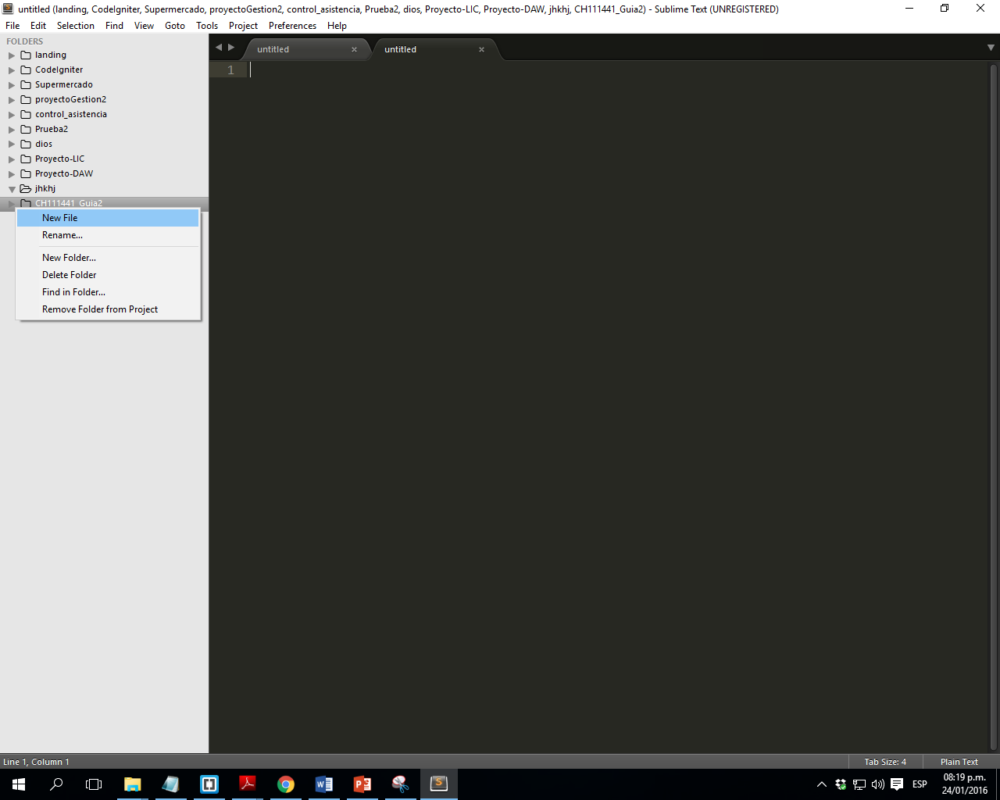 untitled (landing, CodeIgniter, Supermercado, proyectoGestion2, control_asistencia, Prueba2, dios, Proyecto-LIC, Proyecto-DAW, jhkhj, CH111441_Guia2) - Sublime Text (UNREGISTERED)
File Edit Selection Find View Goto Tools Project Preferences Help
FOLDERS
landing
CodeIgniter
Supermercado
proyectoGestion2
control_asistencia
Prueba2
dios
Proyecto-LIC
Proyecto-DAW
jhkhj
CH111441_Guia2
New File
Rename...
New Folder...
Delete Folder
Find in Folder...
Remove Folder from Project
untitled untitled
1
Line 1, Column 1 Tab Size: 4 Plain Text
ESP
08:19 p.m.
24/01/2016